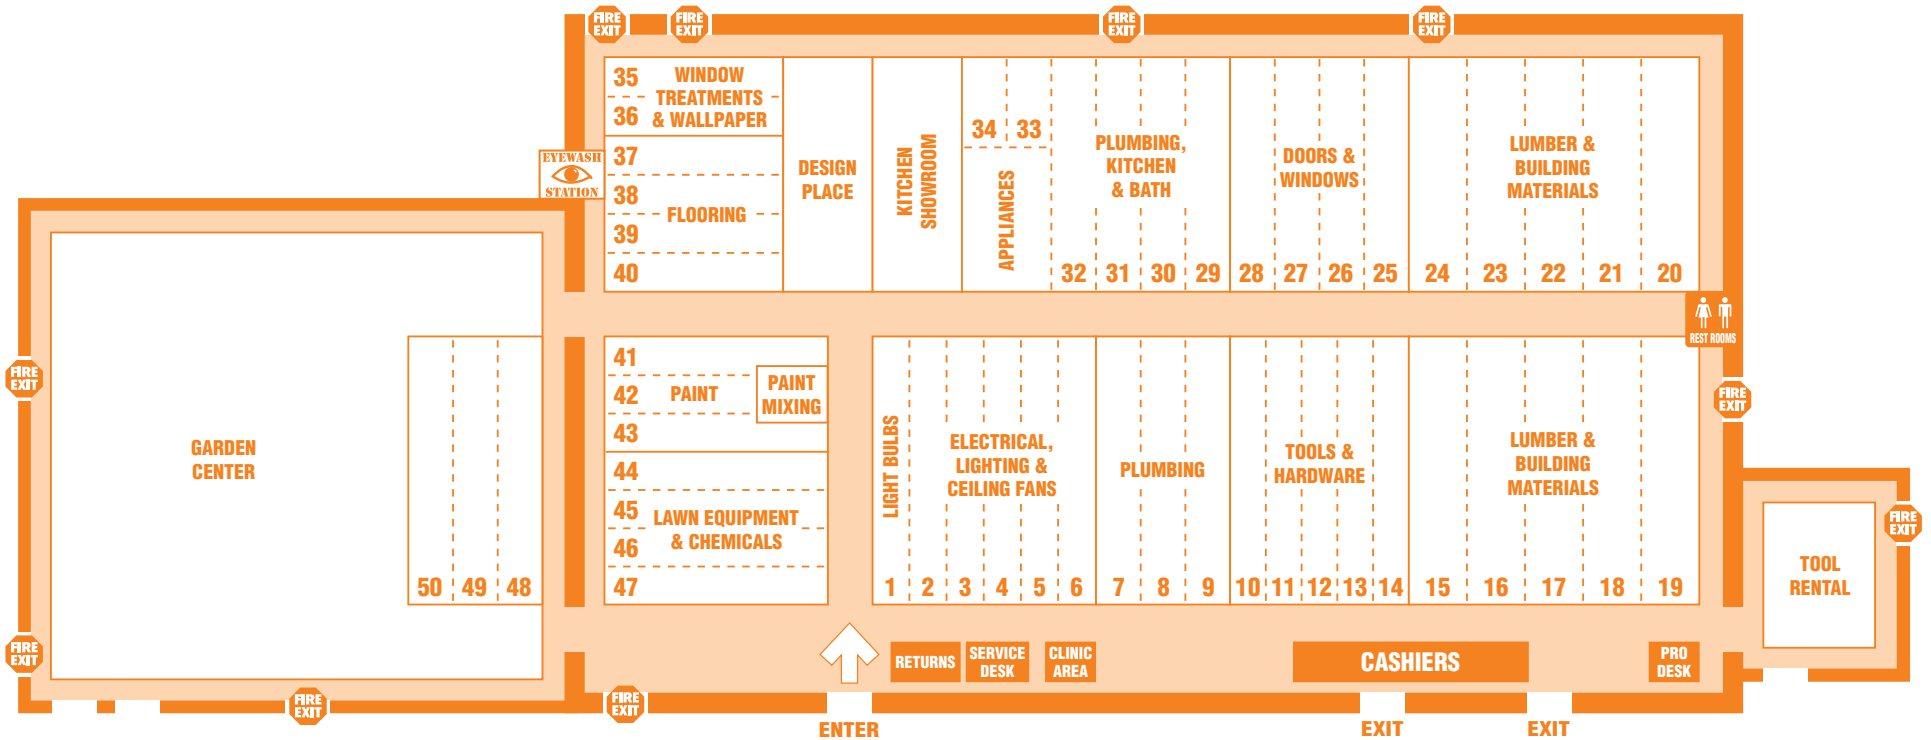 FIRE
EXIT
FIRE
EXIT
FIRE
EXIT
FIRE
EXIT
35
WINDOW
TREATMENTS
36
& WALLPAPER
37
38
FLOORING
39
40
EYEWASH
STATION
DESIGN
PLACE
KITCHEN
SHOWROOM
34
33
APPLIANCES
PLUMBING,
KITCHEN
& BATH
32
31
30
29
DOORS &
WINDOWS
28
27
26
25
LUMBER &
BUILDING
MATERIALS
24
23
22
21
20
REST ROOMS
FIRE
EXIT
GARDEN
CENTER
50
49
48
FIRE
EXIT
FIRE
EXIT
41
42
PAINT
PAINT
MIXING
43
44
45
LAWN EQUIPMENT
46
& CHEMICALS
47
LIGHT BULBS
ELECTRICAL,
LIGHTING &
CEILING FANS
1
2
3
4
5
6
PLUMBING
7
8
9
TOOLS &
HARDWARE
10
11
12
13
14
LUMBER &
BUILDING
MATERIALS
15
16
17
18
19
FIRE
EXIT
FIRE
EXIT
TOOL
RENTAL
FIRE
EXIT
RETURNS
SERVICE
DESK
CLINIC
AREA
CASHIERS
PRO
DESK
ENTER
EXIT
EXIT